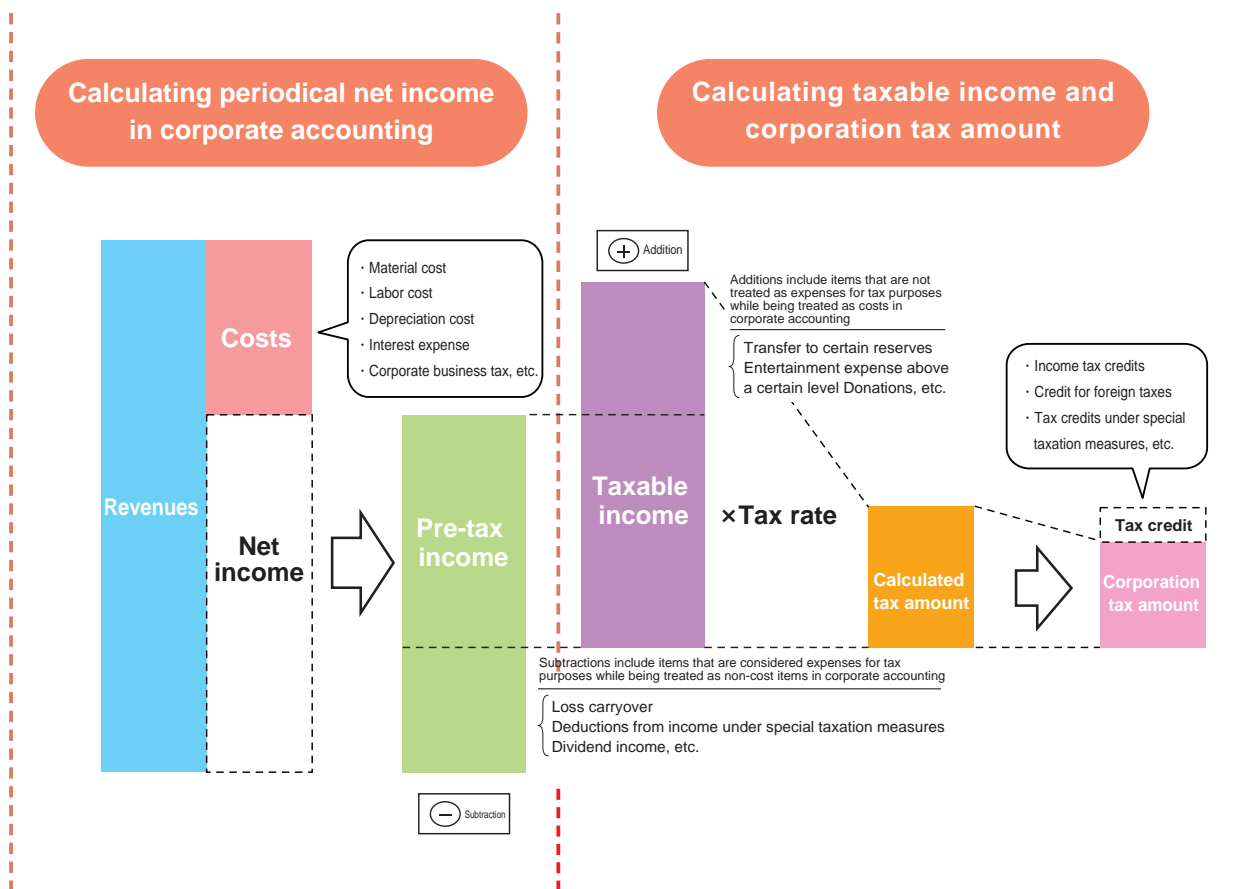 Calculating periodical net income
in corporate accounting
Calculating taxable income and
corporation tax amount
Revenues
Costs
· Material cost
· Labor cost
· Depreciation cost
· Interest expense
· Corporate business tax, etc.
Net
income
Pre-tax
income
− Subtraction
+ Addition
Taxable
income
Additions include items that are not
treated as expenses for tax purposes
while being treated as costs in
corporate accounting
Transfer to certain reserves
Entertainment expense above
a certain level Donations, etc.
×Tax rate
Subtractions include items that are considered expenses for tax
purposes while being treated as non-cost items in corporate accounting
Loss carryover
Deductions from income under special taxation measures
Dividend income, etc.
Calculated
tax amount
· Income tax credits
· Credit for foreign taxes
· Tax credits under special
taxation measures, etc.
Tax credit
Corporation
tax amount